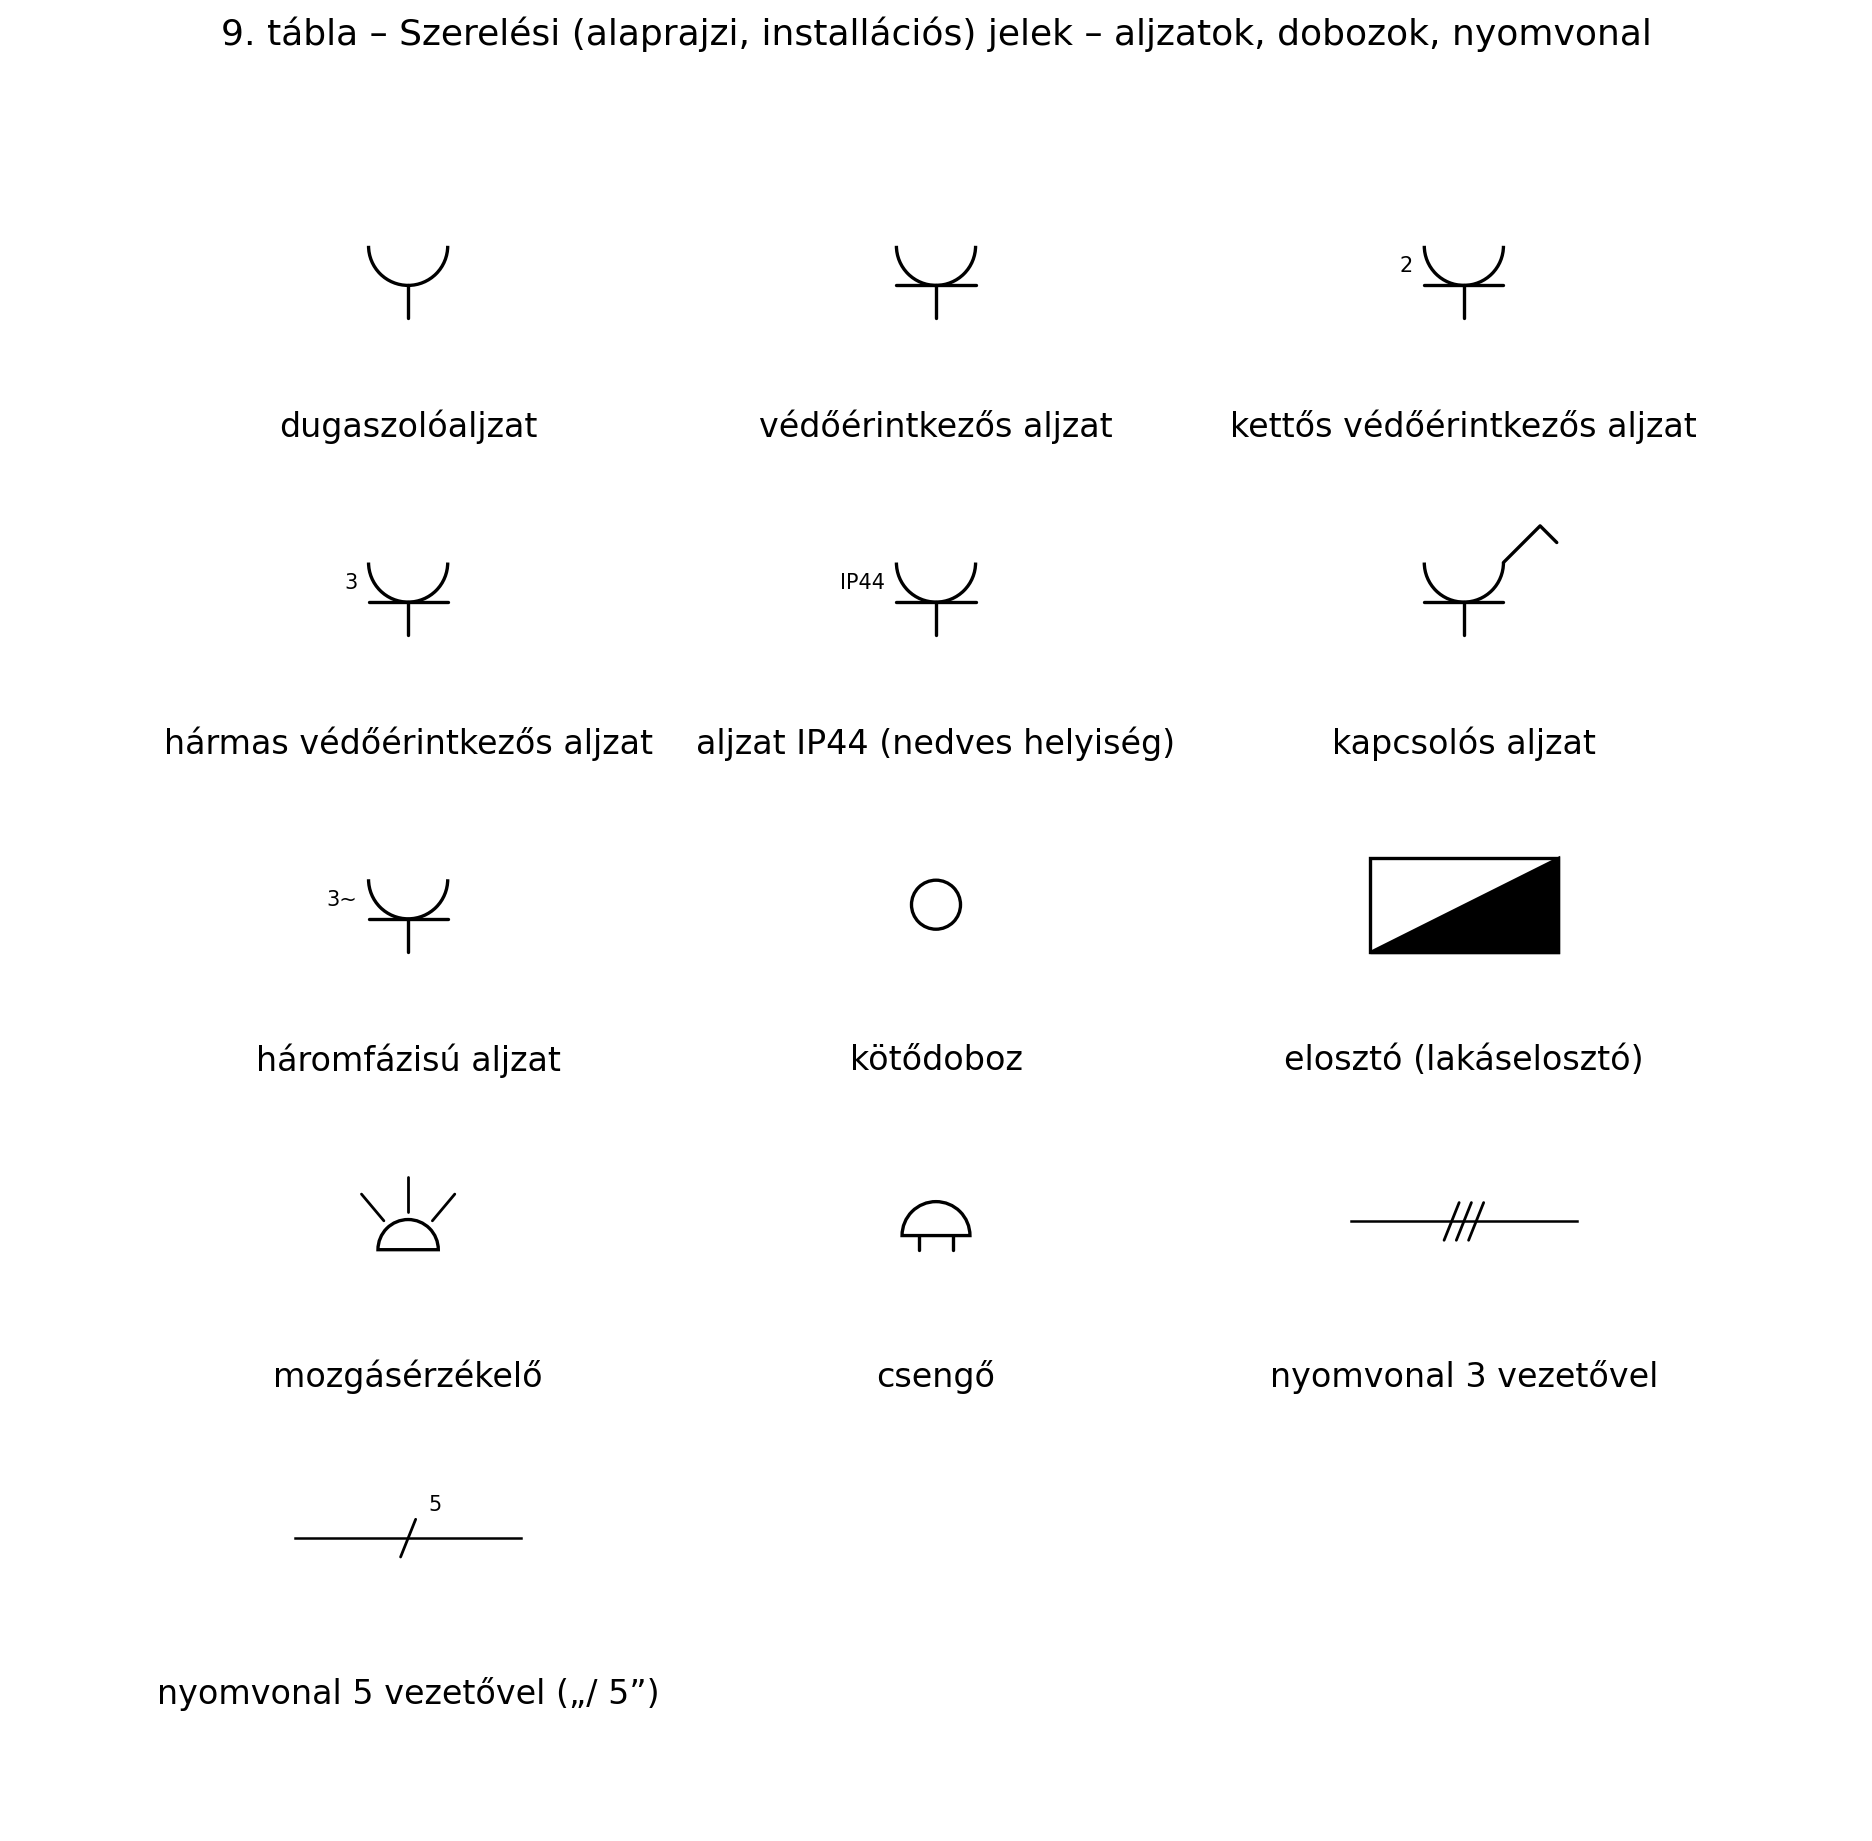 9. tábla – Szerelési (alaprajzi, installációs) jelek – aljzatok, dobozok, nyomvonal
dugaszolóaljzat
védőérintkezős aljzat
2
kettős védőérintkezős aljzat
3
hármas védőérintkezős aljzat
IP44
aljzat IP44 (nedves helyiség)
kapcsolós aljzat
3~
háromfázisú aljzat
kötődoboz
elosztó (lakáselosztó)
mozgásérzékelő
csengő
nyomvonal 3 vezetővel
5
nyomvonal 5 vezetővel („/ 5”)